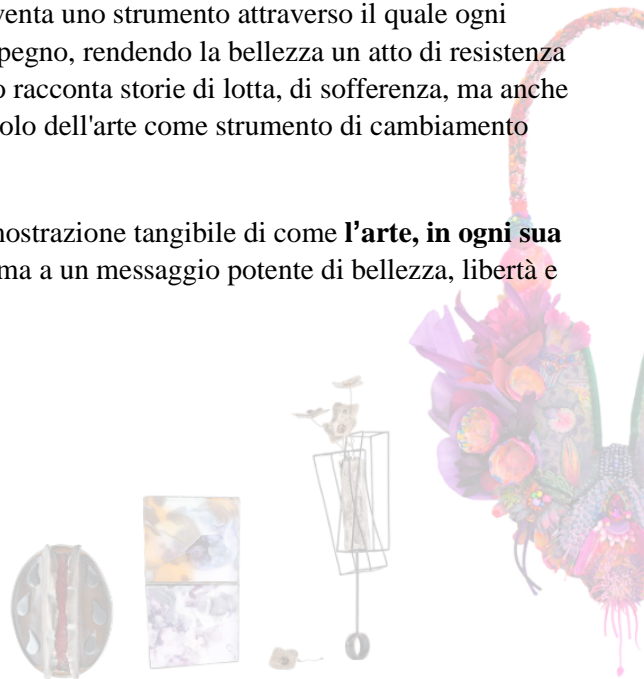 venta uno strumento attraverso il quale ogni
pegno, rendendo la bellezza un atto di resistenza
o racconta storie di lotta, di sofferenza, ma anche
olo dell'arte come strumento di cambiamento
nostrazione tangibile di come l’arte, in ogni sua
ma a un messaggio potente di bellezza, libertà e